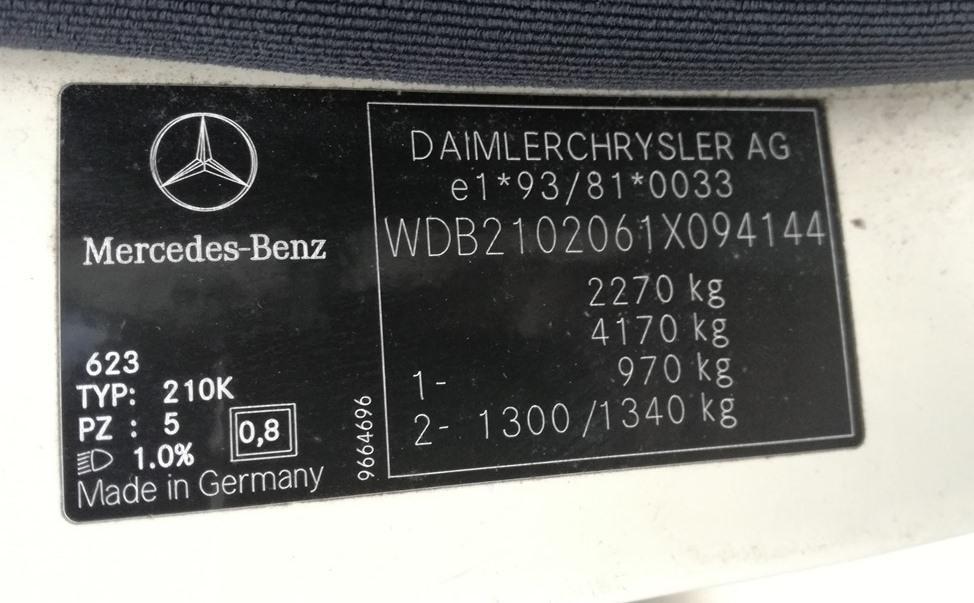 Mercedes-Benz
623
TYP: 210K
PZ : 5
0,8
1.0%
Made in Germany
9664696
DAIMLERCHRYSLER AG
e1*93/81*0033
WDB2102061X094144
2270 kg
4170 kg
1- 970 kg
2- 1300/1340 kg